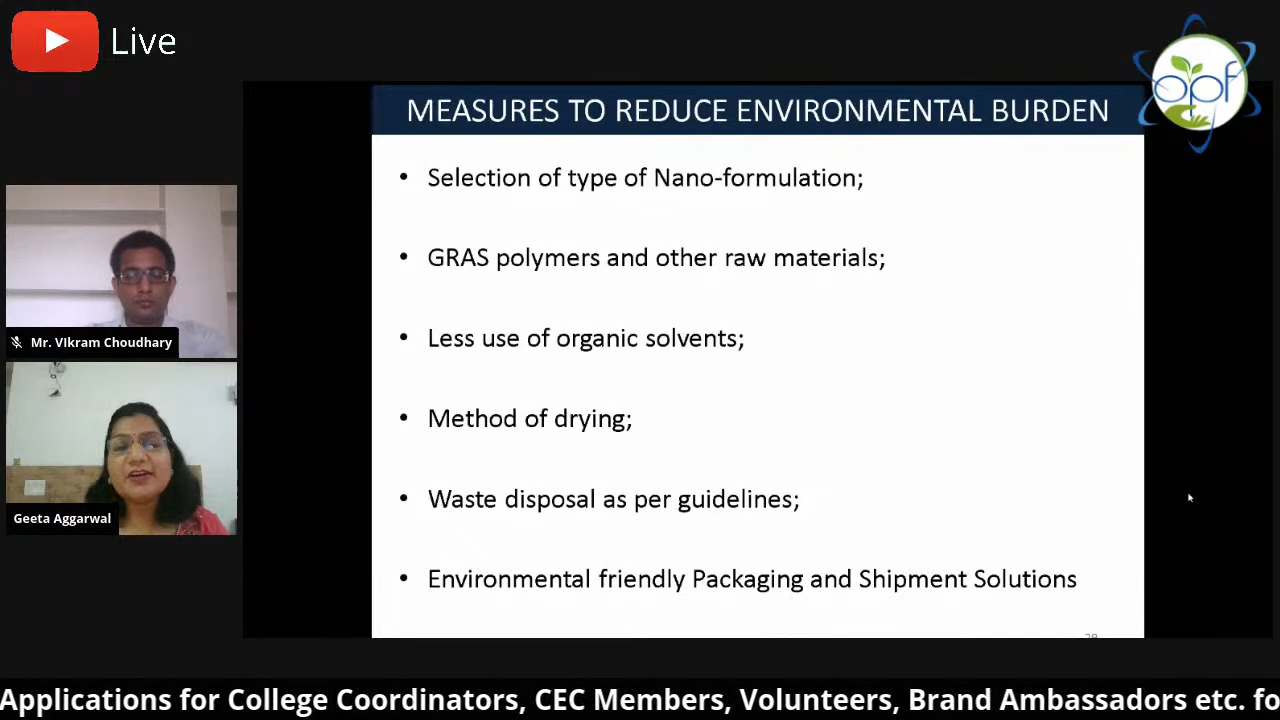 Live
opf
MEASURES TO REDUCE ENVIRONMENTAL BURDEN
• Selection of type of Nano-formulation;
• GRAS polymers and other raw materials;
• Less use of organic solvents;
• Method of drying;
• Waste disposal as per guidelines;
• Environmental friendly Packaging and Shipment Solutions
Mr. VIkram Choudhary
Geeta Aggarwal
Applications for College Coordinators, CEC Members, Volunteers, Brand Ambassadors etc. fo